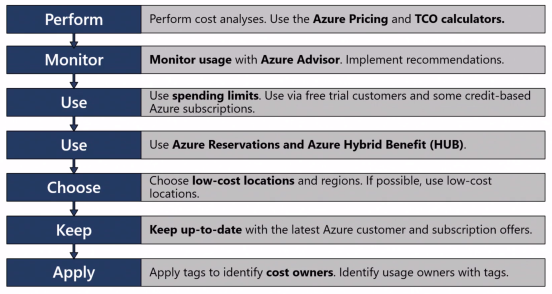 Perform
Perform cost analyses. Use the Azure Pricing and TCO calculators.
Monitor
Monitor usage with Azure Advisor. Implement recommendations.
Use
Use spending limits. Use via free trial customers and some credit-based
Azure subscriptions.
Use
Use Azure Reservations and Azure Hybrid Benefit (HUB).
Choose
Choose low-cost locations and regions. If possible, use low-cost
locations.
Keep
Keep up-to-date with the latest Azure customer and subscription offers.
Apply
Apply tags to identify cost owners. Identify usage owners with tags.